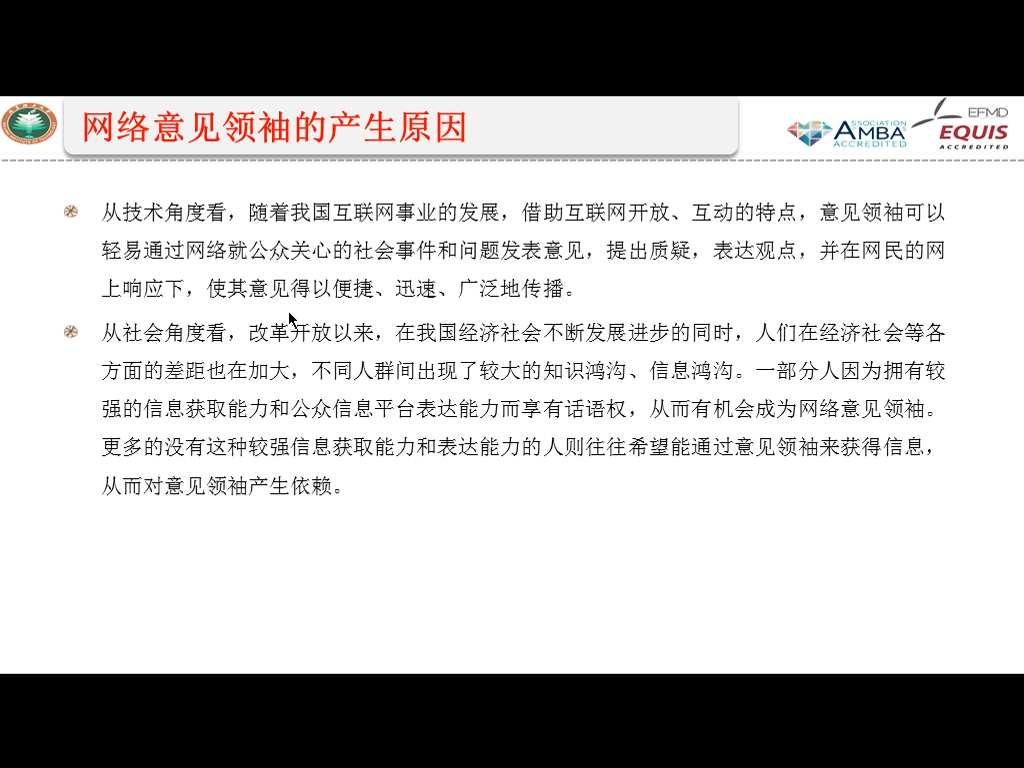 网络意见领袖的产生原因
ASSOCIATION
AMBA
ACCREDITED
EFMD
EQUIS
ACCREDITED
从技术角度看，随着我国互联网事业的发展，借助互联网开放、互动的特点，意见领袖可以
轻易通过网络就公众关心的社会事件和问题发表意见，提出质疑，表达观点，并在网民的网
上响应下，使其意见得以便捷、迅速、广泛地传播。
从社会角度看，改革开放以来，在我国经济社会不断发展进步的同时，人们在经济社会等各
方面的差距也在加大，不同人群间出现了较大的知识鸿沟、信息鸿沟。一部分人因为拥有较
强的信息获取能力和公众信息平台表达能力而享有话语权，从而有机会成为网络意见领袖。
更多的没有这种较强信息获取能力和表达能力的人则往往希望能通过意见领袖来获得信息，
从而对意见领袖产生依赖。